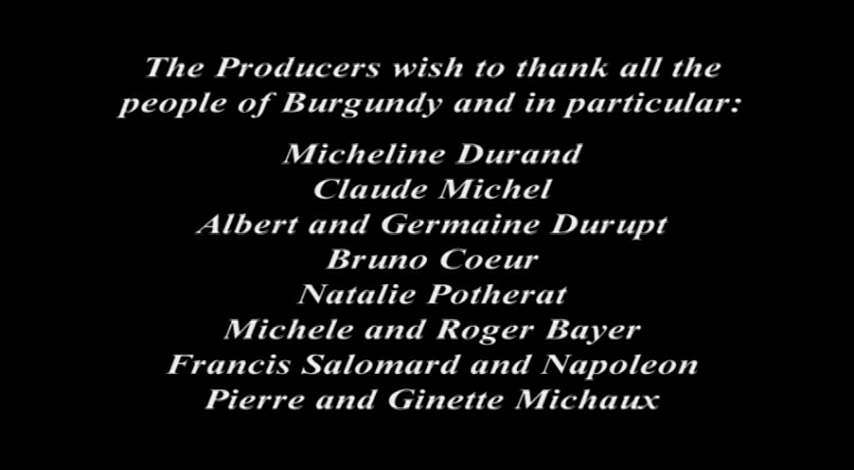 The Producers wish to thank all the
people of Burgundy and in particular:
Micheline Durand
Claude Michel
Albert and Germaine Durupt
Bruno Coeur
Natalie Potherat
Michele and Roger Bayer
Francis Salomard and Napoleon
Pierre and Ginette Michaux